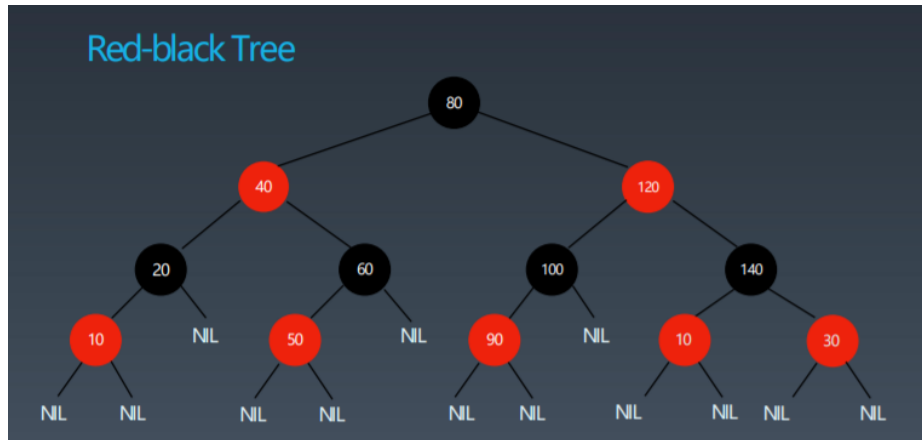 Red-black Tree
80
40 120
20 60 100 140
10 NIL 50 NIL 90 NIL 10 30
NIL NIL NIL NIL NIL NIL NIL NIL NIL NIL